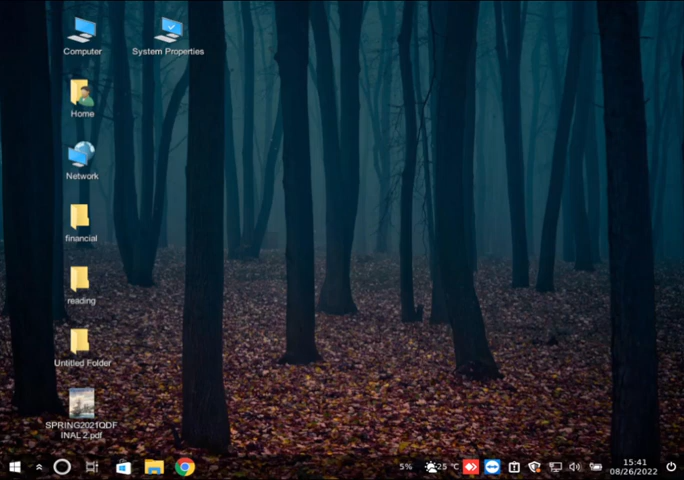 Computer
System Properties
Home
Network
financial
reading
Untitled Folder
SPRING2021QDF
INAL 2.pdf
5%
25 °C
15:41
08/26/2022